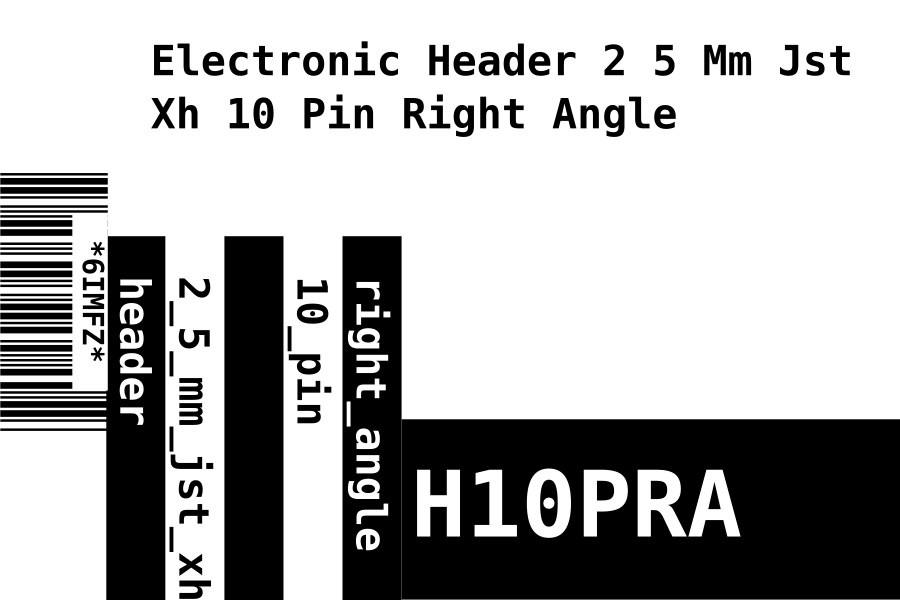 Electronic Header 2 5 Mm Jst
Xh 10 Pin Right Angle
*6IMFZ*
header
2_5_mm_jst_xh
10_pin
right_angle
H10PRA